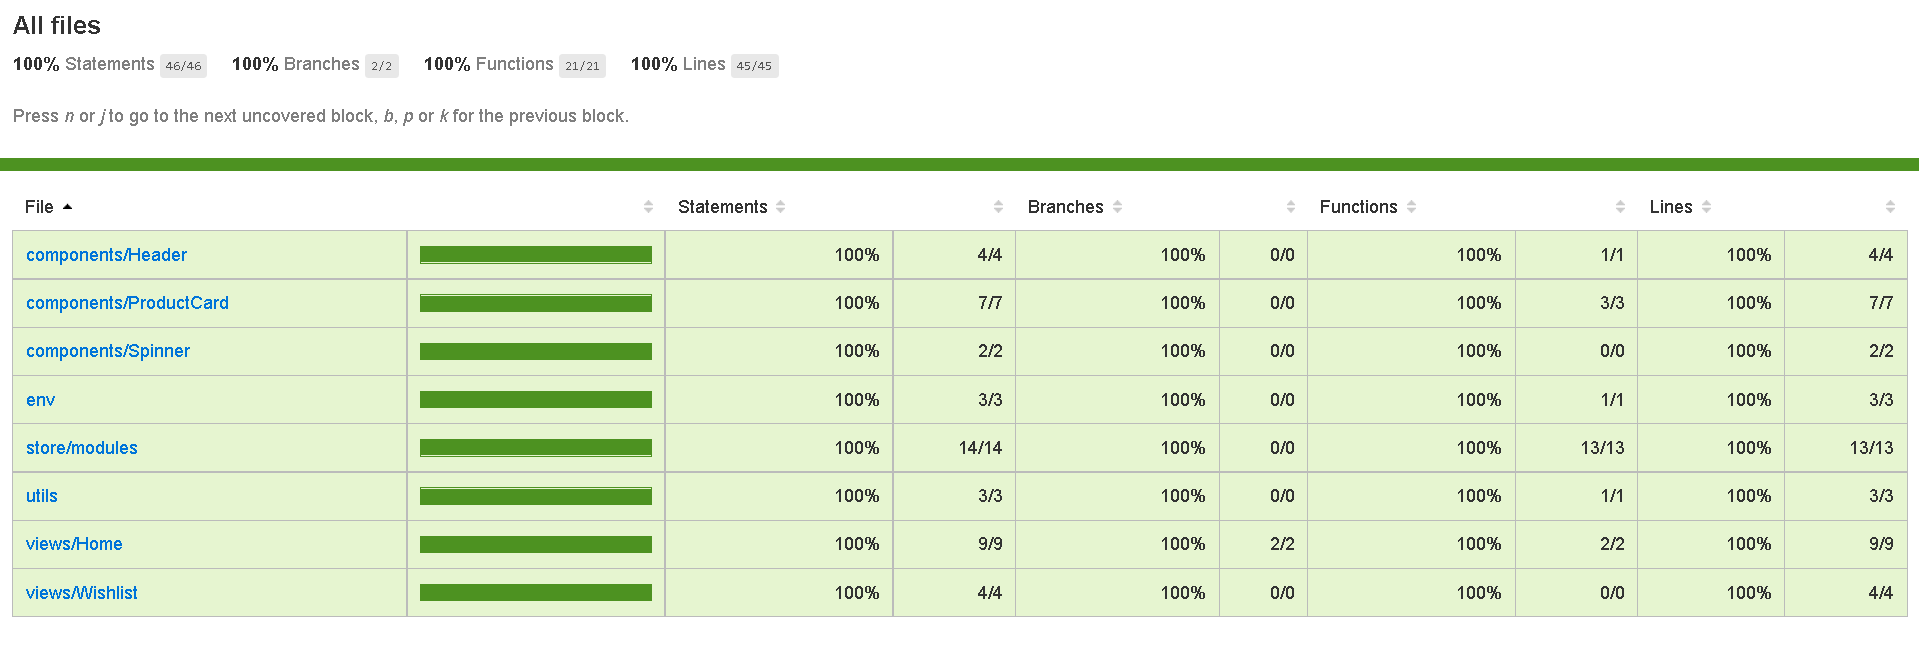 All files
100% Statements 46/46 100% Branches 2/2 100% Functions 21/21 100% Lines 45/45
Press n or j to go to the next uncovered block, b, p or k for the previous block.
File Statements Branches Functions Lines
components/Header 100% 4/4 100% 0/0 100% 1/1 100% 4/4
components/ProductCard 100% 7/7 100% 0/0 100% 3/3 100% 7/7
components/Spinner 100% 2/2 100% 0/0 100% 0/0 100% 2/2
env 100% 3/3 100% 0/0 100% 1/1 100% 3/3
store/modules 100% 14/14 100% 0/0 100% 13/13 100% 13/13
utils 100% 3/3 100% 0/0 100% 1/1 100% 3/3
views/Home 100% 9/9 100% 2/2 100% 2/2 100% 9/9
views/Wishlist 100% 4/4 100% 0/0 100% 0/0 100% 4/4